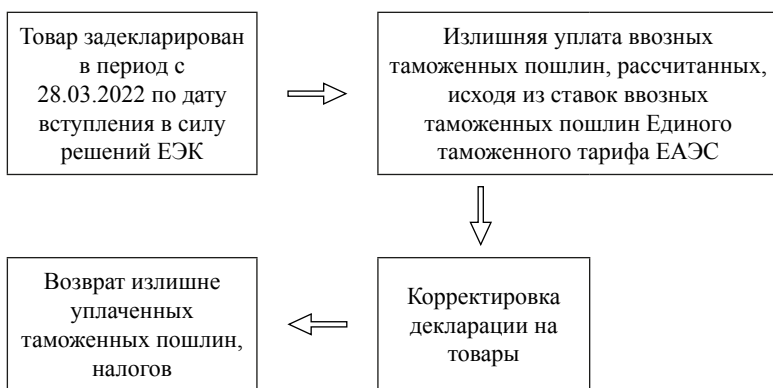 Товар задекларирован
в период с
28.03.2022 по дату
вступления в силу
решений ЕЭК
Излишняя уплата ввозных
таможенных пошлин, рассчитанных,
исходя из ставок ввозных
таможенных пошлин Единого
таможенного тарифа ЕАЭС
Корректировка
декларации на
товары
Возврат излишне
уплаченных
таможенных пошлин,
налогов